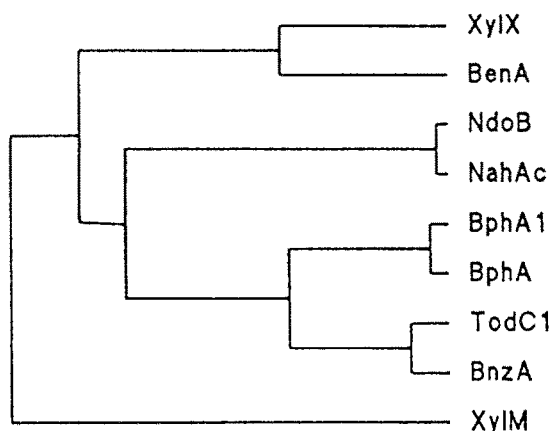 XylX
BenA
NdoB
NahAc
BphA1
BphA
TodC1
BnzA
XylM